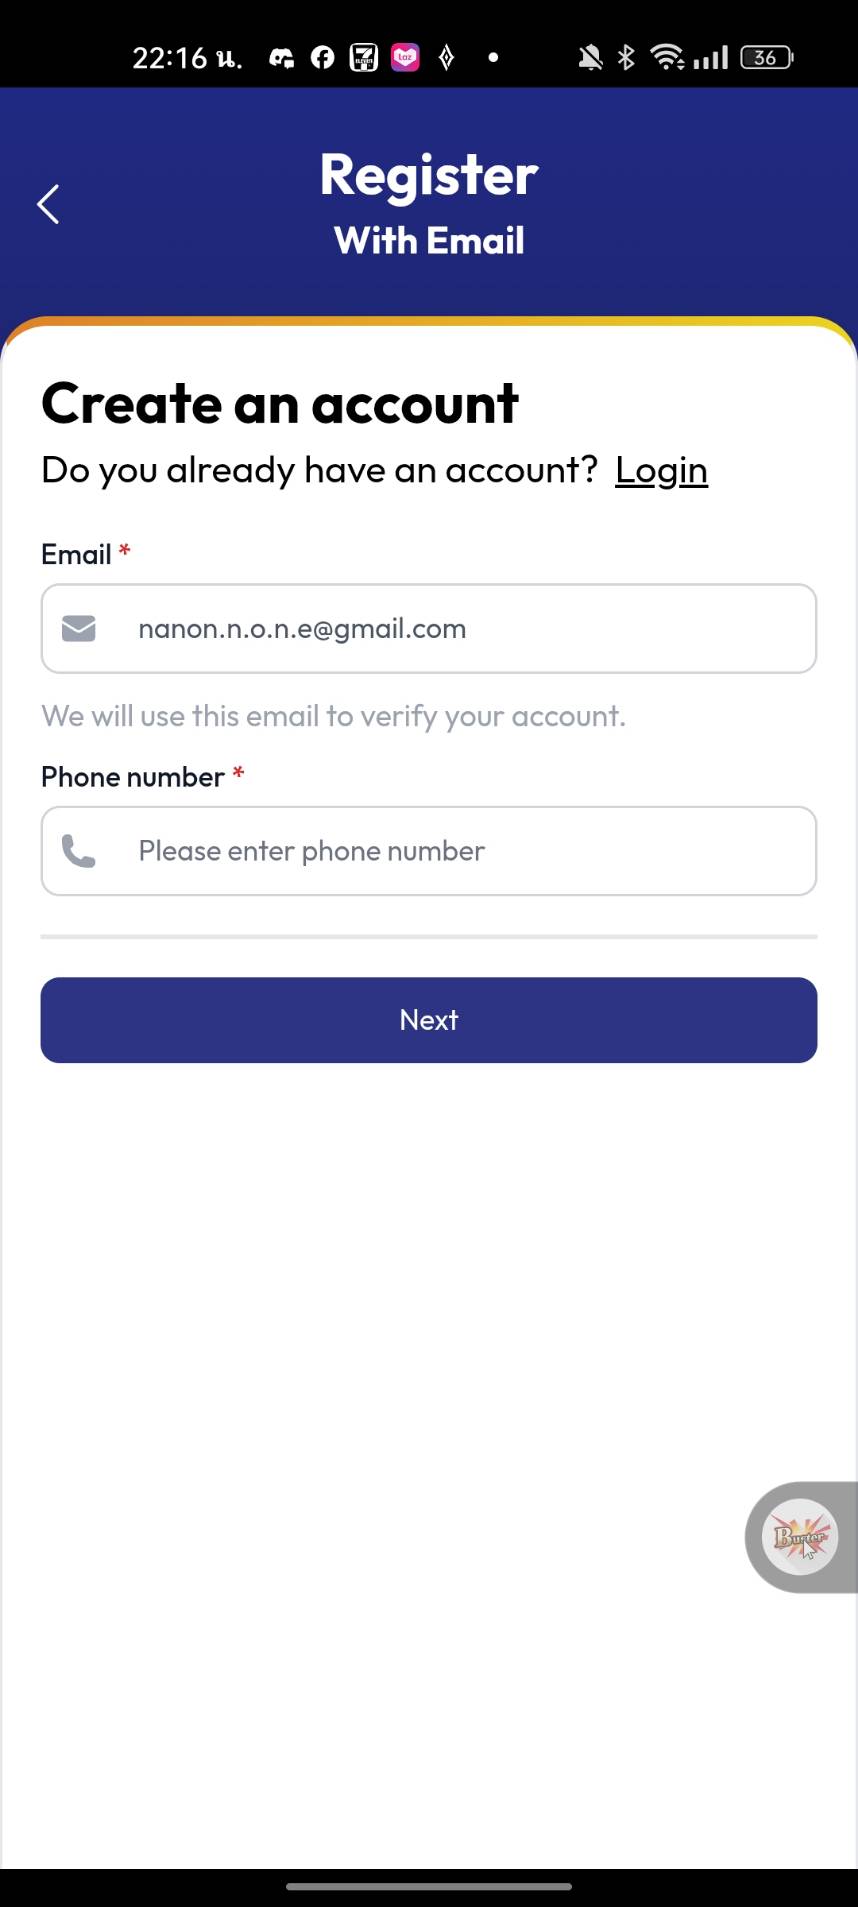 22:16 น.
36
Register
With Email
Create an account
Do you already have an account? Login
Email *
nanon.n.o.n.e@gmail.com
We will use this email to verify your account.
Phone number *
Please enter phone number
Next
Burter